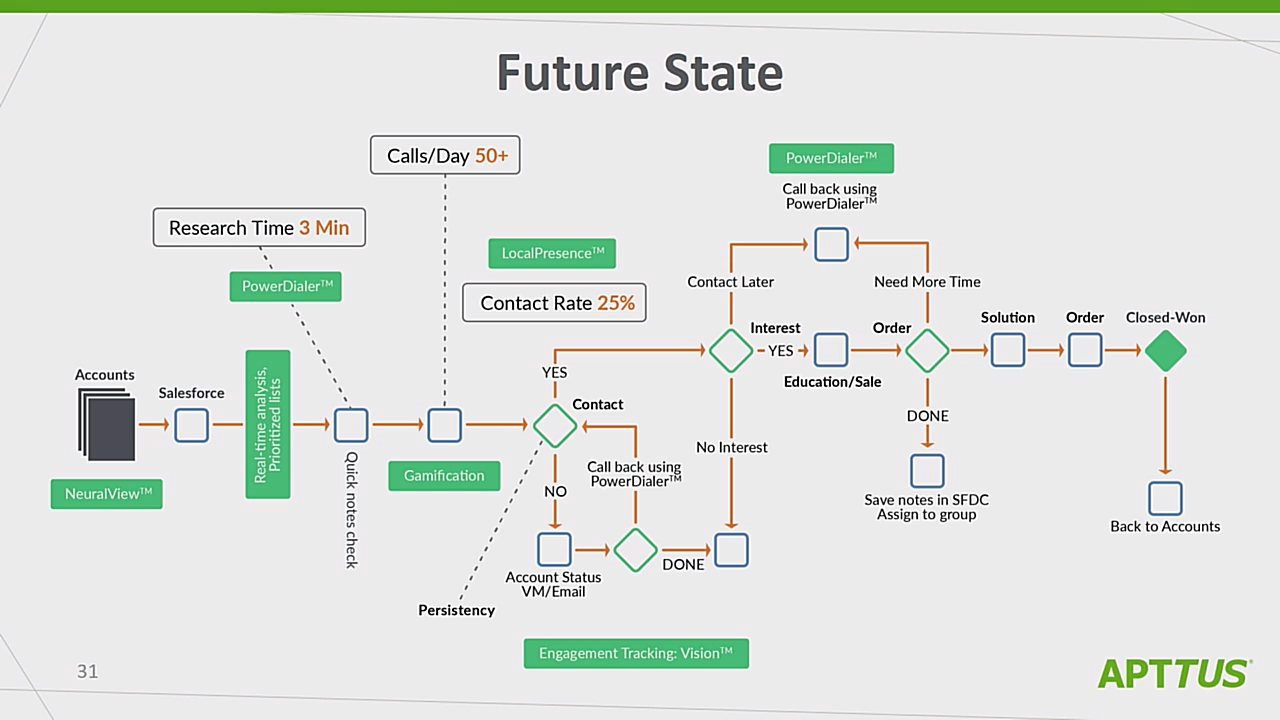 Future State
Calls/Day 50+
PowerDialer™
Call back using
PowerDialer™
Research Time 3 Min
LocalPresence™
PowerDialer™
Contact Rate 25%
Contact Later
Need More Time
Accounts
Salesforce
Real-time analysis,
Prioritized lists
Quick notes check
NeuralView™
Gamification
YES
Contact
NO
Call back using
PowerDialer™
Account Status
VM/Email
DONE
Persistency
Interest
YES
Education/Sale
No Interest
Order
DONE
Save notes in SFDC
Assign to group
Solution
Order
Closed-Won
Back to Accounts
Engagement Tracking: Vision™
31
APTTUS®